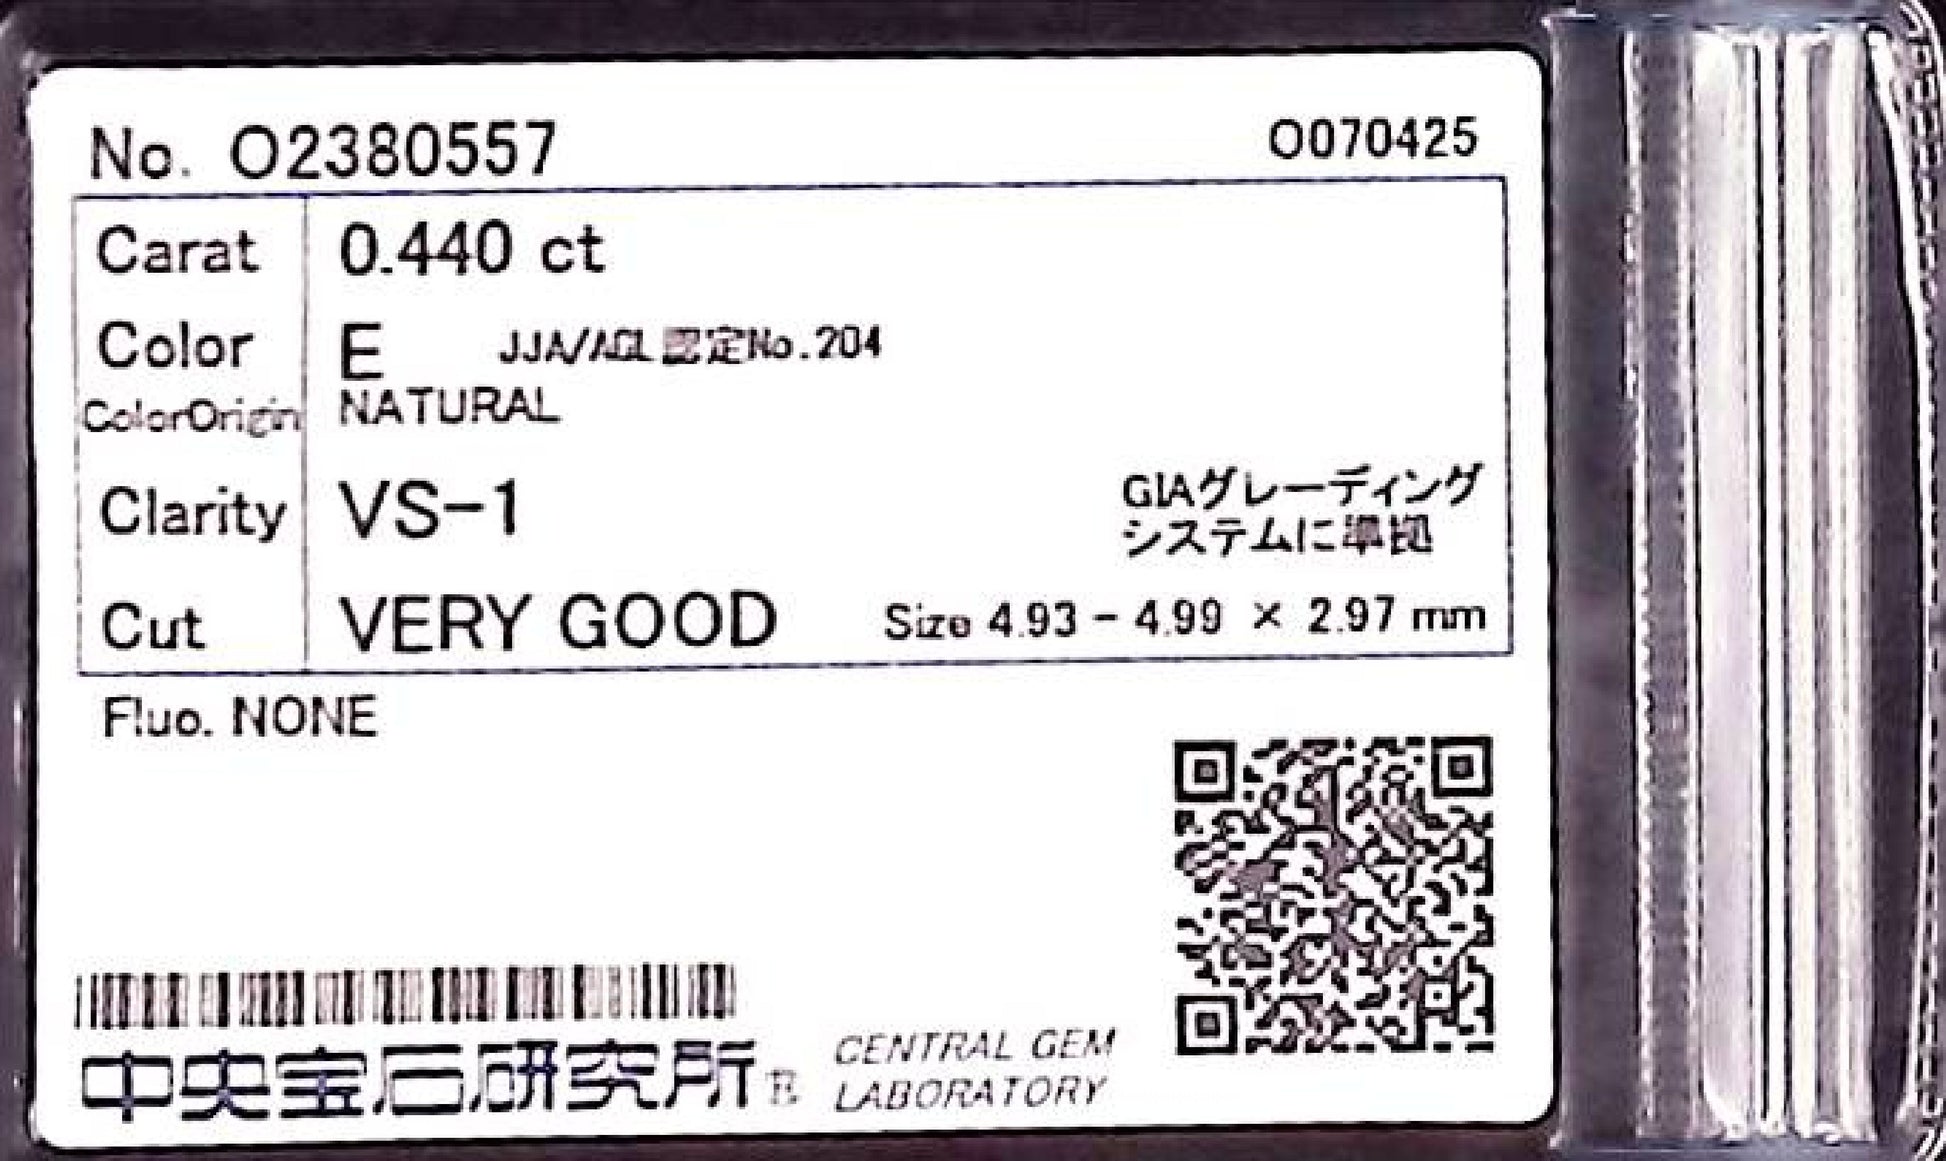 No. O2380557
O070425
Carat 0.440 ct
Color E JJA/AGL認定No.204
ColorOrigin NATURAL
Clarity VS-1
GIAグレーディング
システムに準拠
Cut VERY GOOD Size 4.93 - 4.99 × 2.97 mm
Fluo. NONE
中央宝石研究所
CENTRAL GEM
LABORATORY